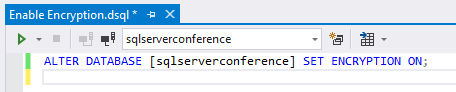 Enable Encryption.dsql *
sqlserverconference
ALTER DATABASE [sqlserverconference] SET ENCRYPTION ON;